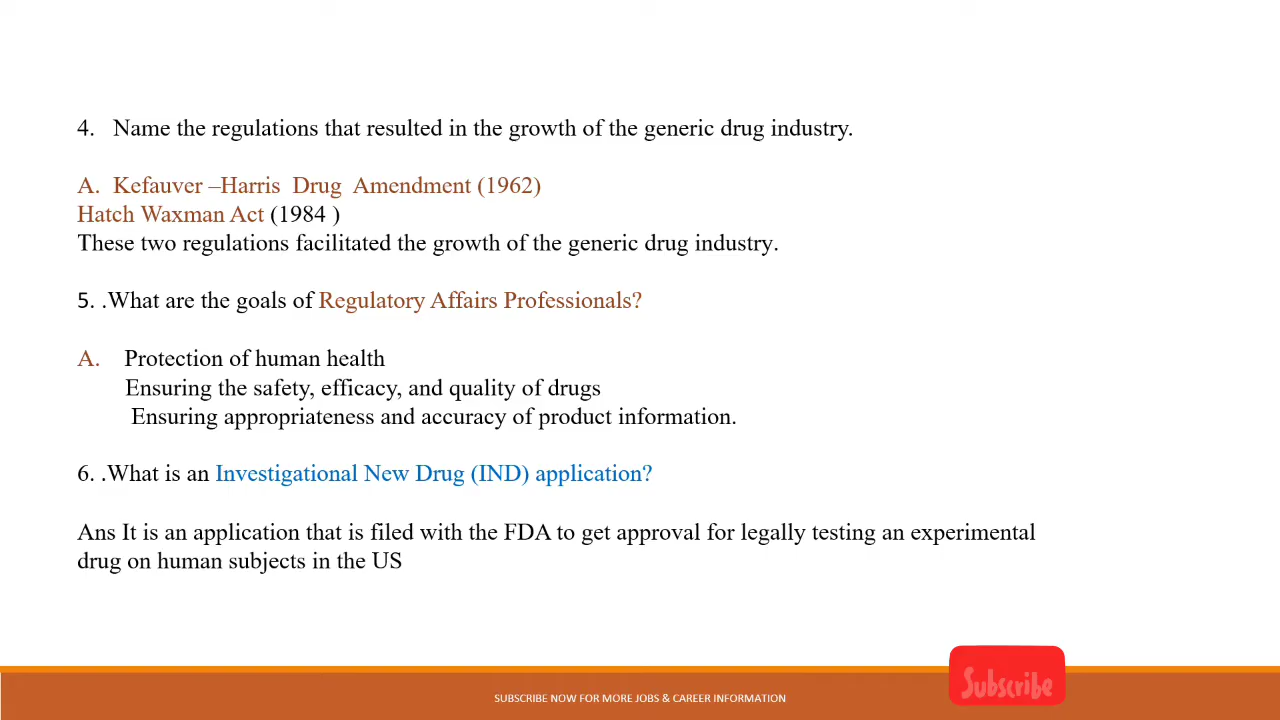 4. Name the regulations that resulted in the growth of the generic drug industry.
A. Kefauver –Harris Drug Amendment (1962)
Hatch Waxman Act (1984 )
These two regulations facilitated the growth of the generic drug industry.
5. .What are the goals of Regulatory Affairs Professionals?
A. Protection of human health
Ensuring the safety, efficacy, and quality of drugs
Ensuring appropriateness and accuracy of product information.
6. .What is an Investigational New Drug (IND) application?
Ans It is an application that is filed with the FDA to get approval for legally testing an experimental
drug on human subjects in the US
Subscribe
SUBSCRIBE NOW FOR MORE JOBS & CAREER INFORMATION